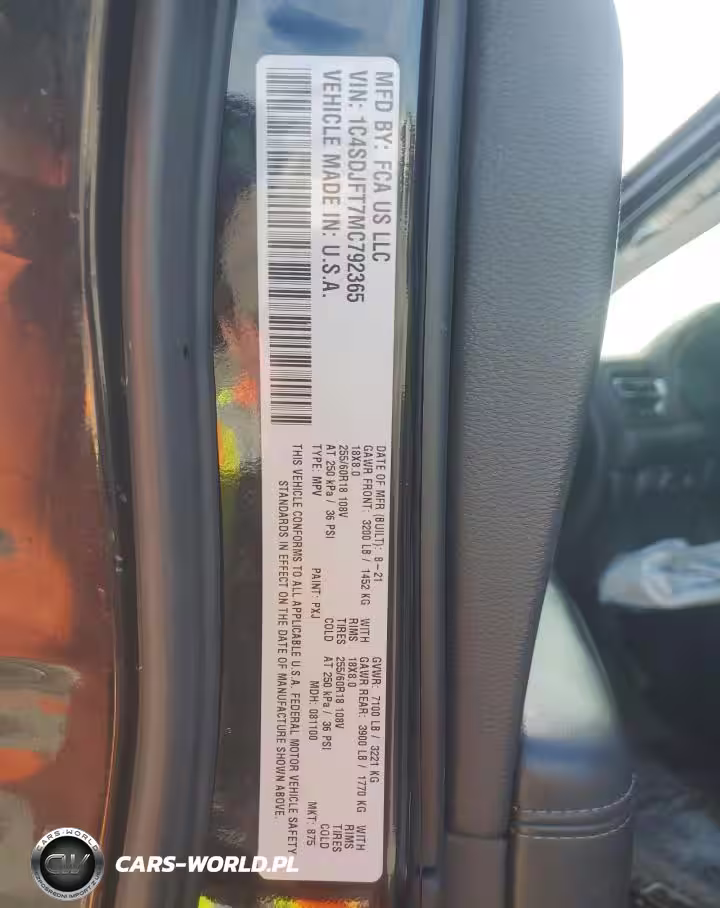 MFD BY: FCA US LLC
VIN: 1C4SDJFT7MC792365
VEHICLE MADE IN: U.S.A.
DATE OF MFR (BUILT): 8-21 GVWR: 7100 LB / 3221 KG
GAWR FRONT: 3200 LB / 1452 KG WITH GAWR REAR: 3900 LB / 1770 KG WITH
18X8.0 RIMS 18X8.0 RIMS
255/60R18 108V TIRES 255/60R18 108V TIRES
AT 250 kPa / 36 PSI COLD AT 250 kPa / 36 PSI COLD
TYPE: MPV PAINT: PXJ MDH: 081100 MKT: 875
THIS VEHICLE CONFORMS TO ALL APPLICABLE U.S.A. FEDERAL MOTOR VEHICLE SAFETY
STANDARDS IN EFFECT ON THE DATE OF MANUFACTURE SHOWN ABOVE.
CARS-WORLD
CW
CARS-WORLD.PL